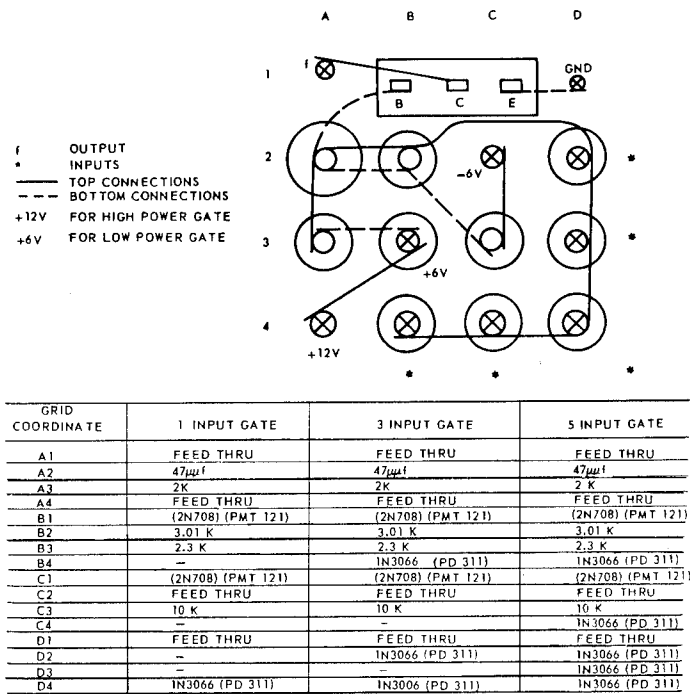 A B C D
1 f GND
B C E
f OUTPUT
* INPUTS
TOP CONNECTIONS
BOTTOM CONNECTIONS
+12V FOR HIGH POWER GATE
+6V FOR LOW POWER GATE
2 -6V *
3 +6V *
4 +12V
* * *
GRID COORDINATE 1 INPUT GATE 3 INPUT GATE 5 INPUT GATE
A1 FEED THRU FEED THRU FEED THRU
A2 47μμf 47μμf 47μμf
A3 2K 2K 2 K
A4 FEED THRU FEED THRU FEED THRU
B1 (2N708) (PMT 121) (2N708) (PMT 121) (2N708) (PMT 121)
B2 3.01 K 3.01 K 3.01 K
B3 2.3 K 2.3 K 2.3 K
B4 – 1N3066 (PD 311) 1N3066 (PD 311)
C1 (2N708) (PMT 121) (2N708) (PMT 121) (2N708) (PMT 121)
C2 FEED THRU FEED THRU FEED THRU
C3 10 K 10 K 10 K
C4 – – 1N3066 (PD 311)
D1 FEED THRU FEED THRU FEED THRU
D2 – 1N3066 (PD 311) 1N3066 (PD 311)
D3 – – 1N3066 (PD 311)
D4 1N3066 (PD 311) 1N3006 (PD 311) 1N3066 (PD 311)